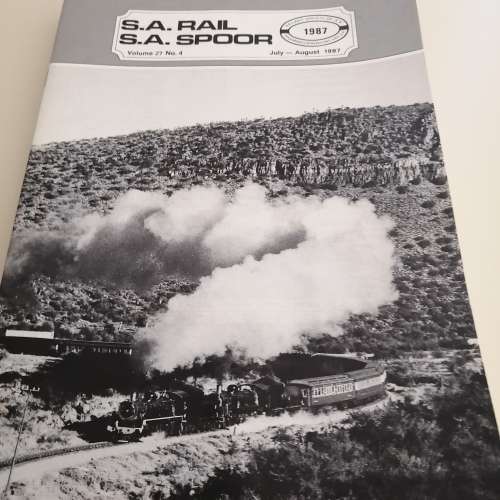 S.A. RAIL
S.A. SPOOR
1987
Volume 27 No. 4
July — August 1987